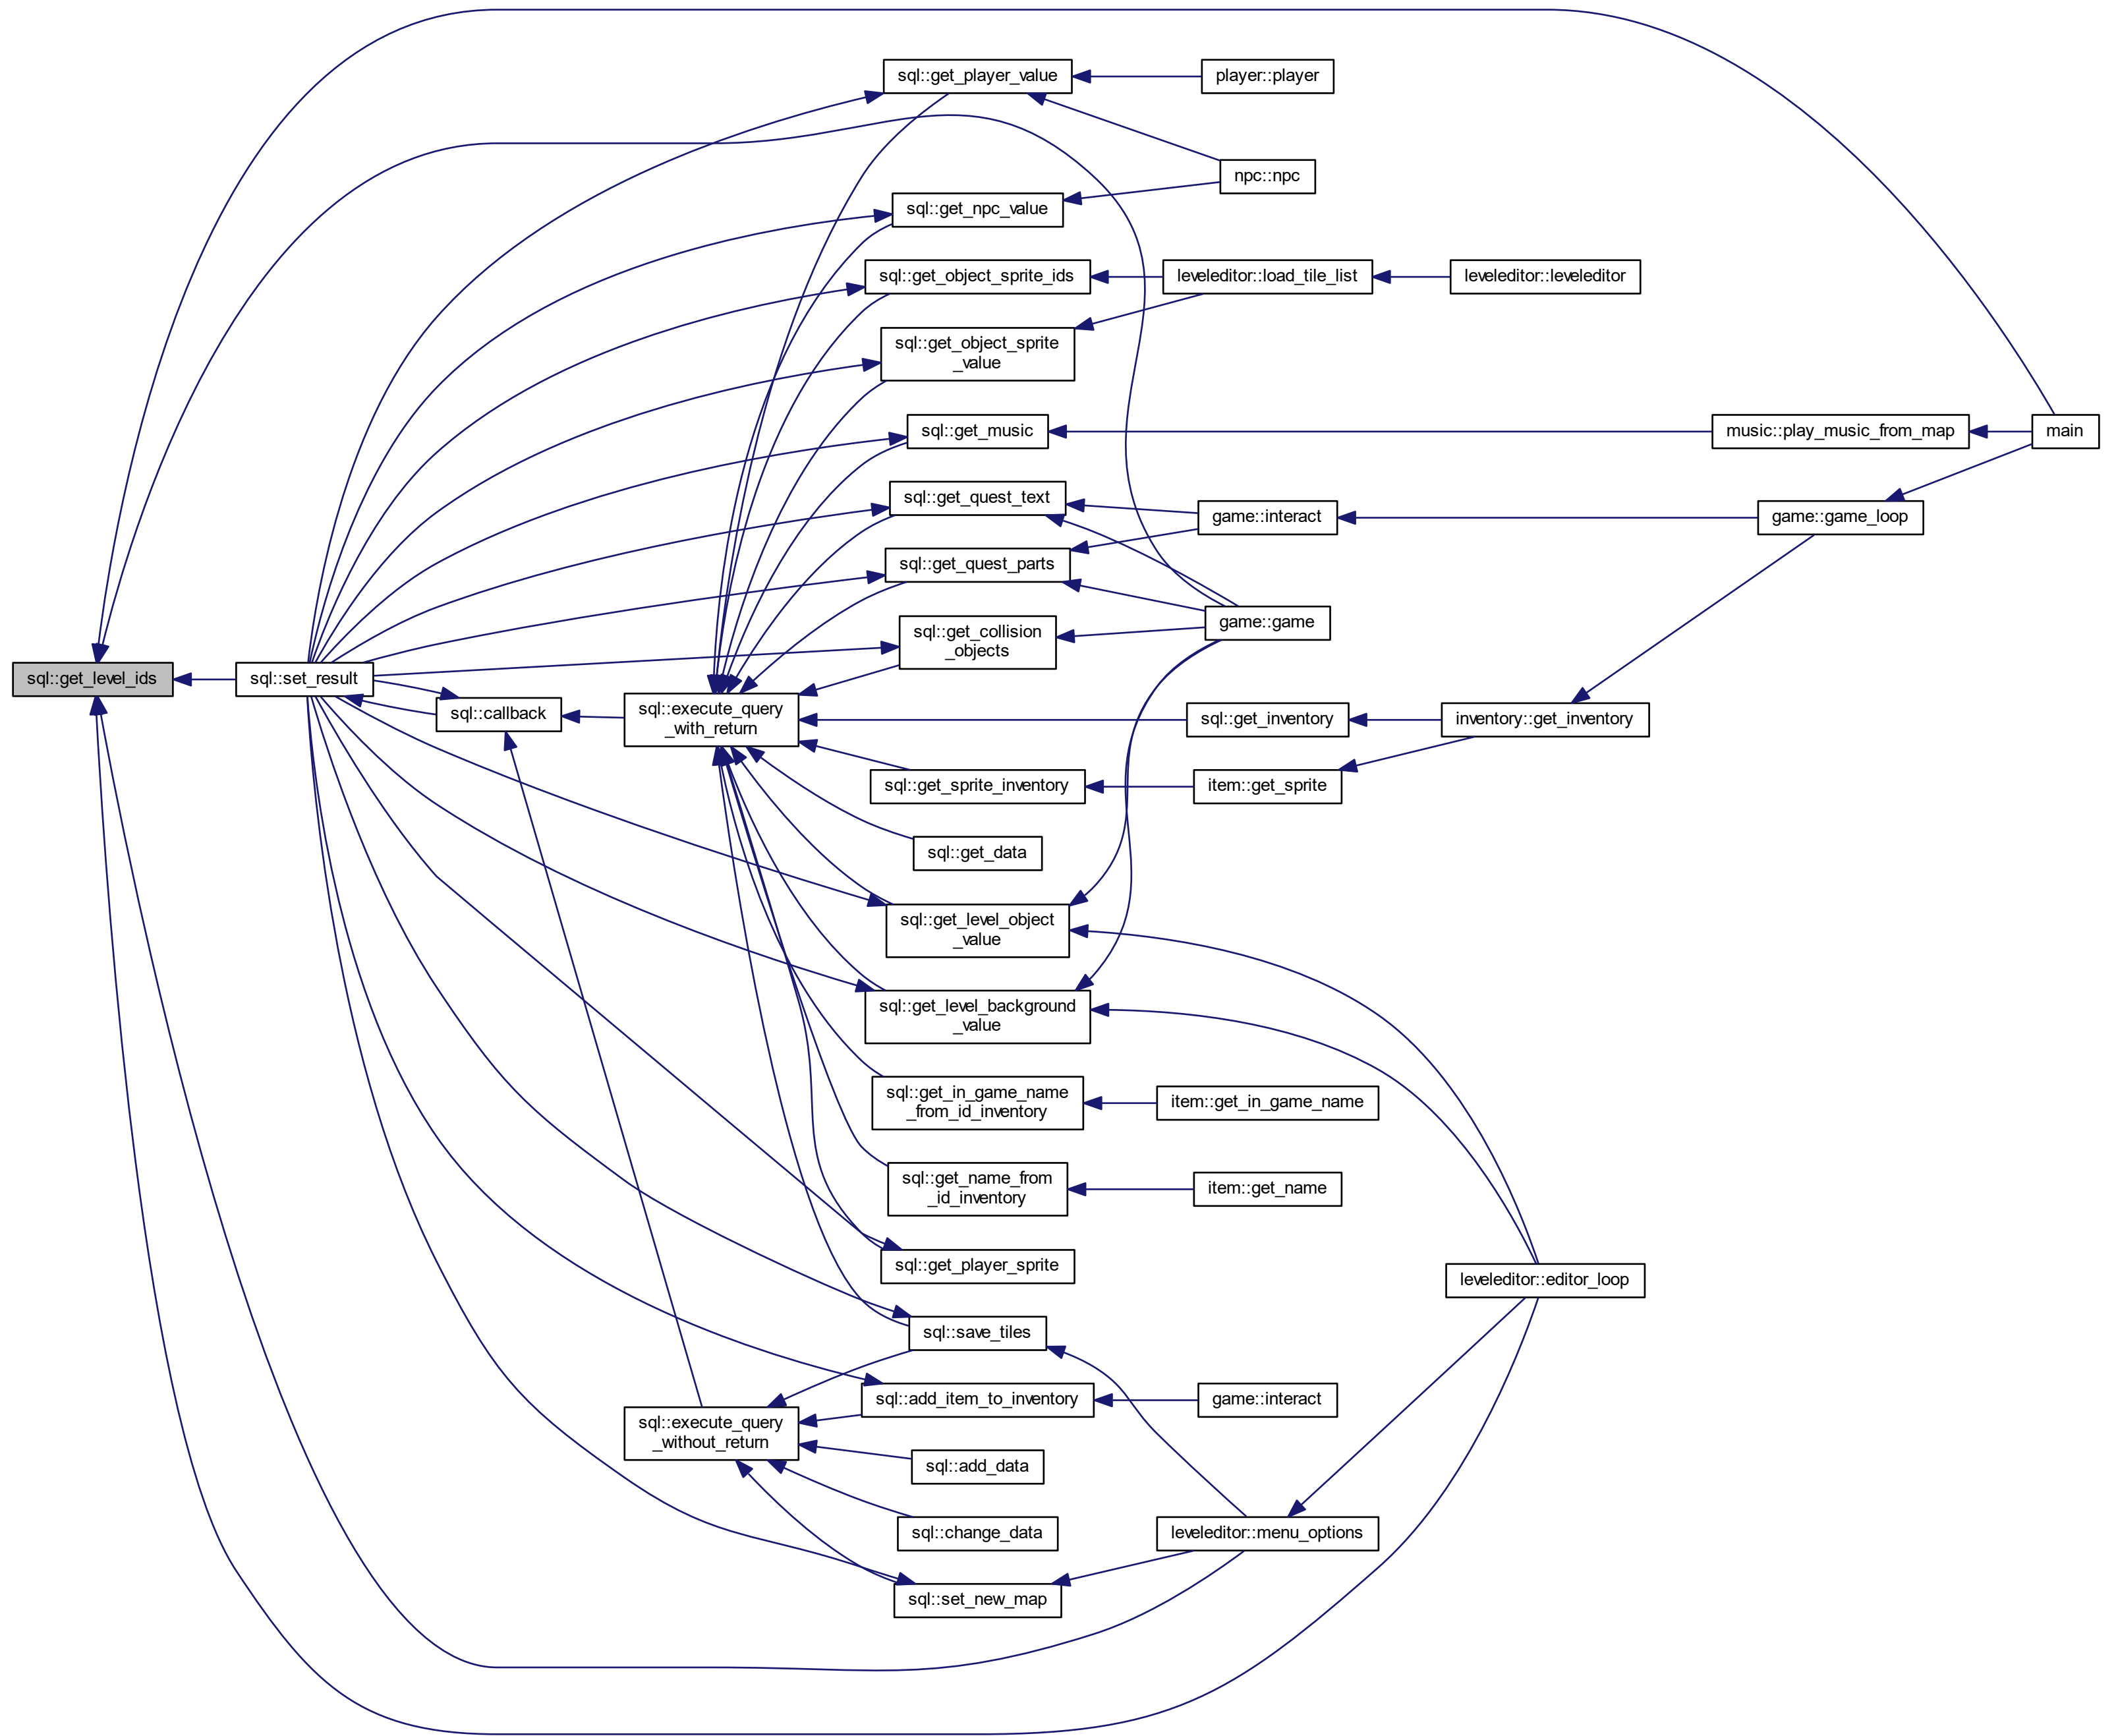 sql::get_player_value
player::player
npc::npc
sql::get_npc_value
sql::get_object_sprite_ids
leveleditor::load_tile_list
leveleditor::leveleditor
sql::get_object_sprite
_value
sql::get_music
music::play_music_from_map
main
sql::get_quest_text
game::interact
game::game_loop
sql::get_quest_parts
game::game
sql::get_collision
_objects
sql::get_level_ids
sql::set_result
sql::callback
sql::execute_query
_with_return
sql::get_inventory
inventory::get_inventory
sql::get_sprite_inventory
item::get_sprite
sql::get_data
sql::get_level_object
_value
sql::get_level_background
_value
sql::get_in_game_name
_from_id_inventory
item::get_in_game_name
sql::get_name_from
_id_inventory
item::get_name
sql::get_player_sprite
leveleditor::editor_loop
sql::save_tiles
sql::add_item_to_inventory
game::interact
sql::execute_query
_without_return
sql::add_data
sql::change_data
leveleditor::menu_options
sql::set_new_map